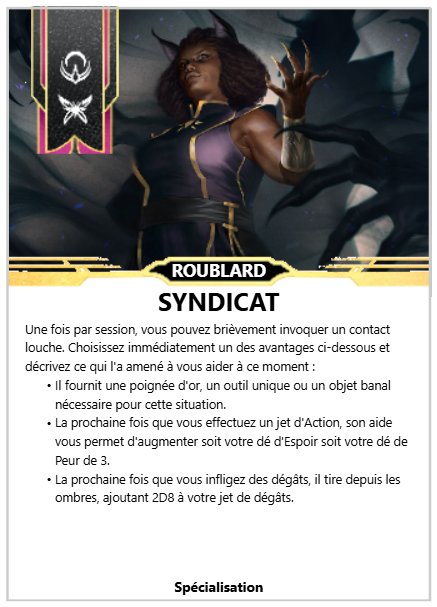 ROUBLARD
SYNDICAT
Une fois par session, vous pouvez brièvement invoquer un contact
louche. Choisissez immédiatement un des avantages ci-dessous et
décrivez ce qui l'a amené à vous aider à ce moment :
• Il fournit une poignée d'or, un outil unique ou un objet banal
nécessaire pour cette situation.
• La prochaine fois que vous effectuez un jet d'Action, son aide
vous permet d'augmenter soit votre dé d'Espoir soit votre dé de
Peur de 3.
• La prochaine fois que vous infligez des dégâts, il tire depuis les
ombres, ajoutant 2D8 à votre jet de dégâts.
Spécialisation